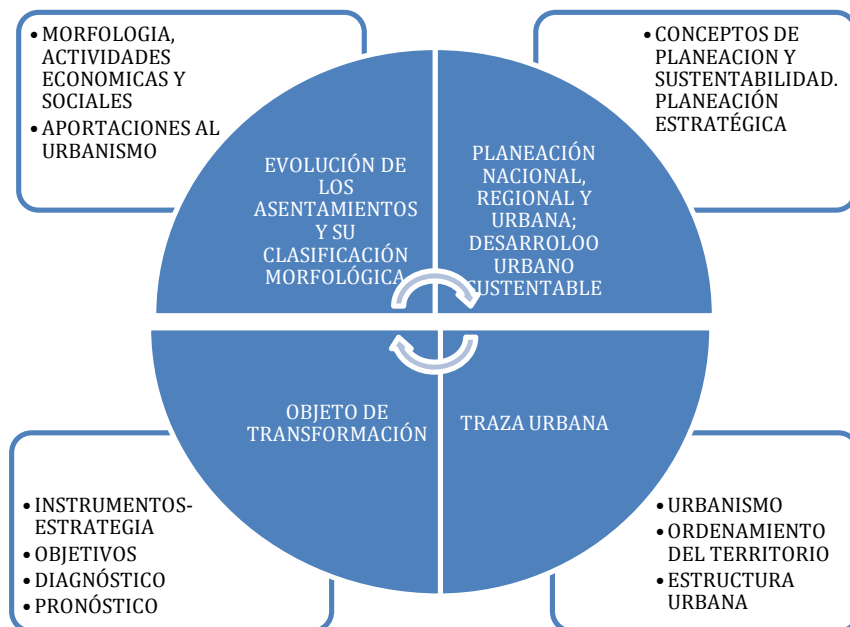 • MORFOLOGIA,
ACTIVIDADES
ECONOMICAS Y
SOCIALES
• APORTACIONES AL
URBANISMO
• CONCEPTOS DE
PLANEACION Y
SUSTENTABILIDAD.
PLANEACIÓN
ESTRATÉGICA
EVOLUCIÓN DE
LOS
ASENTAMIENTOS
Y SU
CLASIFICACIÓN
MORFOLÓGICA
PLANEACIÓN
NACIONAL,
REGIONAL Y
URBANA;
DESARROLOO
URBANO
SUSTENTABLE
OBJETO DE
TRANSFORMACIÓN
TRAZA URBANA
• INSTRUMENTOS-
ESTRATEGIA
• OBJETIVOS
• DIAGNÓSTICO
• PRONÓSTICO
• URBANISMO
• ORDENAMIENTO
DEL TERRITORIO
• ESTRUCTURA
URBANA